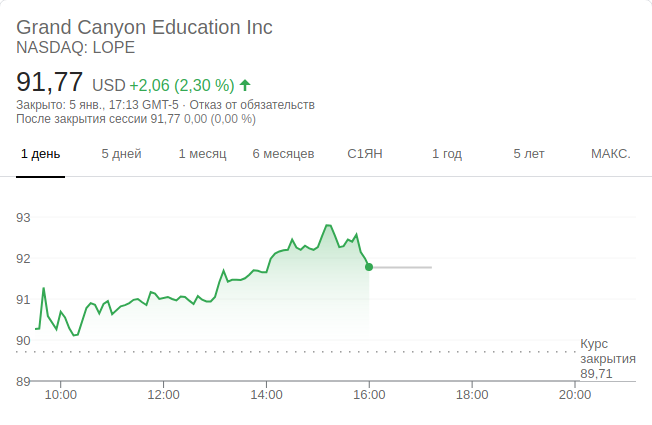 Grand Canyon Education Inc
NASDAQ: LOPE
91,77 USD +2,06 (2,30 %)
Закрыто: 5 янв., 17:13 GMT-5 · Отказ от обязательств
После закрытия сессии 91,77 0,00 (0,00 %)
1 день 5 дней 1 месяц 6 месяцев С1ЯН 1 год 5 лет МАКС.
93
92
91
90
Курс
закрытия
89,71
89
10:00 12:00 14:00 16:00 18:00 20:00